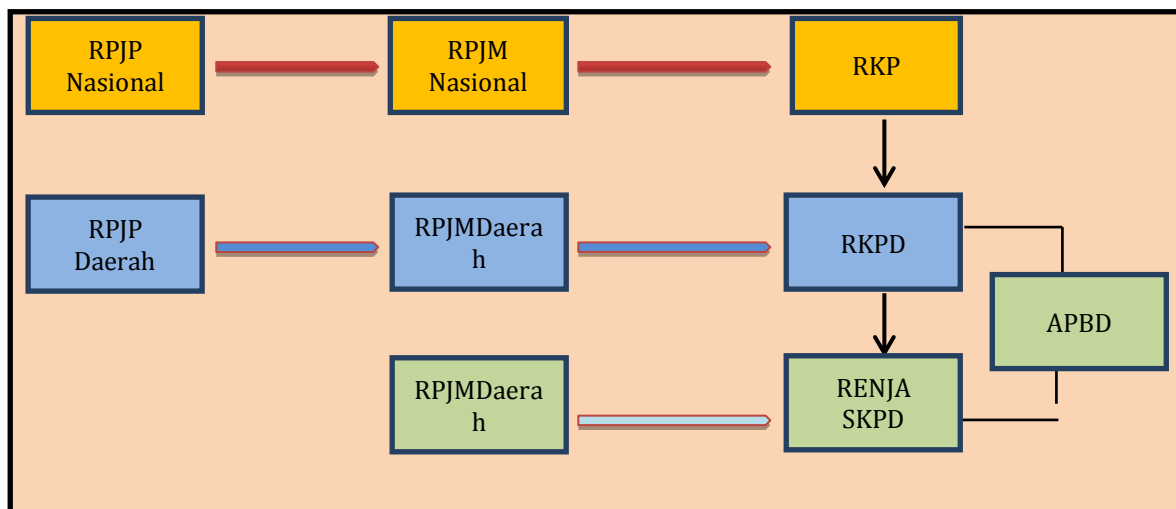 RPJP
Nasional
RPJM
Nasional
RKP
RPJP
Daerah
RPJMDaera
h
RKPD
APBD
RPJMDaera
h
RENJA
SKPD